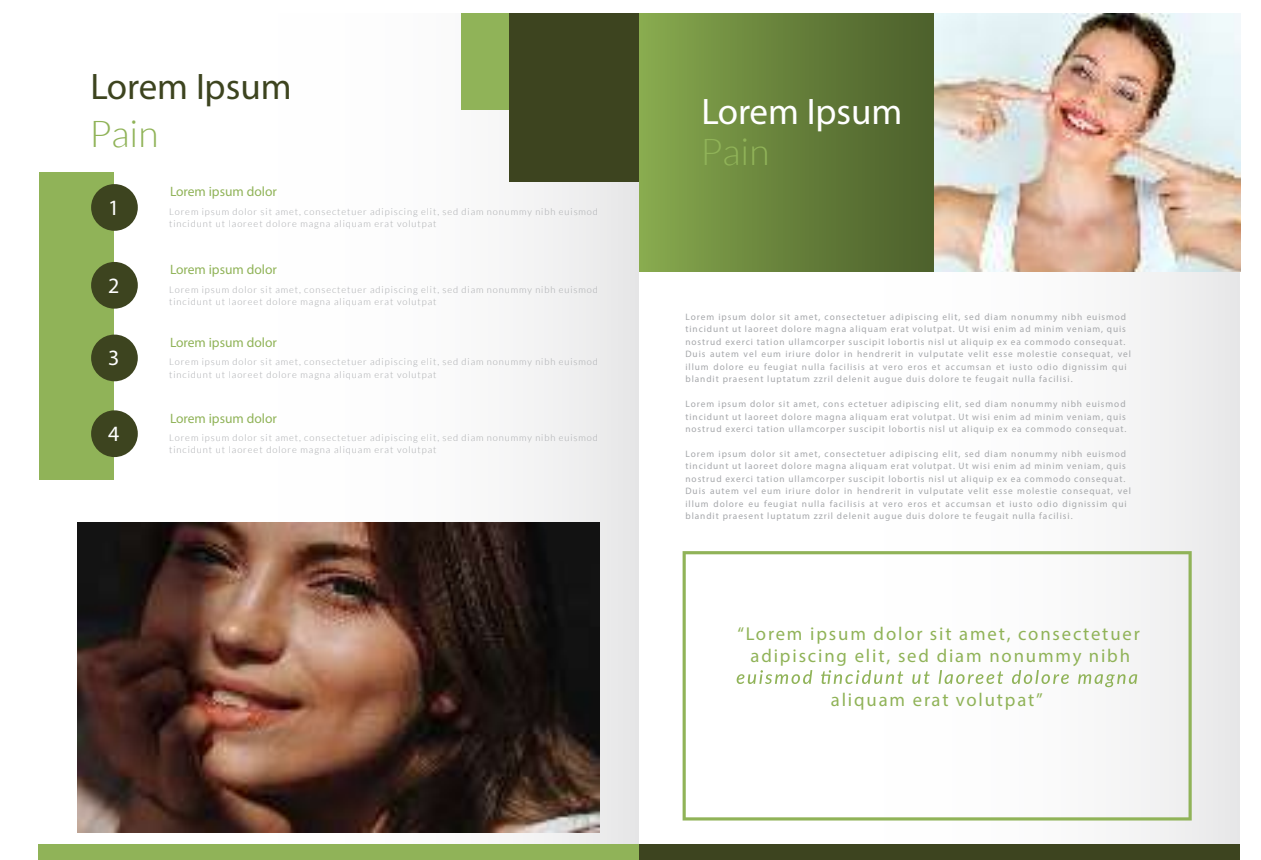 Lorem Ipsum
Pain
1
Lorem ipsum dolor
Lorem ipsum dolor sit amet, consectetuer adipiscing elit, sed diam nonummy nibh euismod
tincidunt ut laoreet dolore magna aliquam erat volutpat
2
Lorem ipsum dolor
Lorem ipsum dolor sit amet, consectetuer adipiscing elit, sed diam nonummy nibh euismod
tincidunt ut laoreet dolore magna aliquam erat volutpat
3
Lorem ipsum dolor
Lorem ipsum dolor sit amet, consectetuer adipiscing elit, sed diam nonummy nibh euismod
tincidunt ut laoreet dolore magna aliquam erat volutpat
4
Lorem ipsum dolor
Lorem ipsum dolor sit amet, consectetuer adipiscing elit, sed diam nonummy nibh euismod
tincidunt ut laoreet dolore magna aliquam erat volutpat
Lorem Ipsum
Pain
Lorem ipsum dolor sit amet, consectetuer adipiscing elit, sed diam nonummy nibh euismod
tincidunt ut laoreet dolore magna aliquam erat volutpat. Ut wisi enim ad minim veniam, quis
nostrud exerci tation ullamcorper suscipit lobortis nisl ut aliquip ex ea commodo consequat.
Duis autem vel eum iriure dolor in hendrerit in vulputate velit esse molestie consequat, vel
illum dolore eu feugiat nulla facilisis at vero eros et accumsan et iusto odio dignissim qui
blandit praesent luptatum zzril delenit augue duis dolore te feugait nulla facilisi.
Lorem ipsum dolor sit amet, cons ectetuer adipiscing elit, sed diam nonummy nibh euismod
tincidunt ut laoreet dolore magna aliquam erat volutpat. Ut wisi enim ad minim veniam, quis
nostrud exerci tation ullamcorper suscipit lobortis nisl ut aliquip ex ea commodo consequat.
Lorem ipsum dolor sit amet, consectetuer adipiscing elit, sed diam nonummy nibh euismod
tincidunt ut laoreet dolore magna aliquam erat volutpat. Ut wisi enim ad minim veniam, quis
nostrud exerci tation ullamcorper suscipit lobortis nisl ut aliquip ex ea commodo consequat.
Duis autem vel eum iriure dolor in hendrerit in vulputate velit esse molestie consequat, vel
illum dolore eu feugiat nulla facilisis at vero eros et accumsan et iusto odio dignissim qui
blandit praesent luptatum zzril delenit augue duis dolore te feugait nulla facilisi.
“Lorem ipsum dolor sit amet, consectetuer
adipiscing elit, sed diam nonummy nibh
euismod tincidunt ut laoreet dolore magna
aliquam erat volutpat”